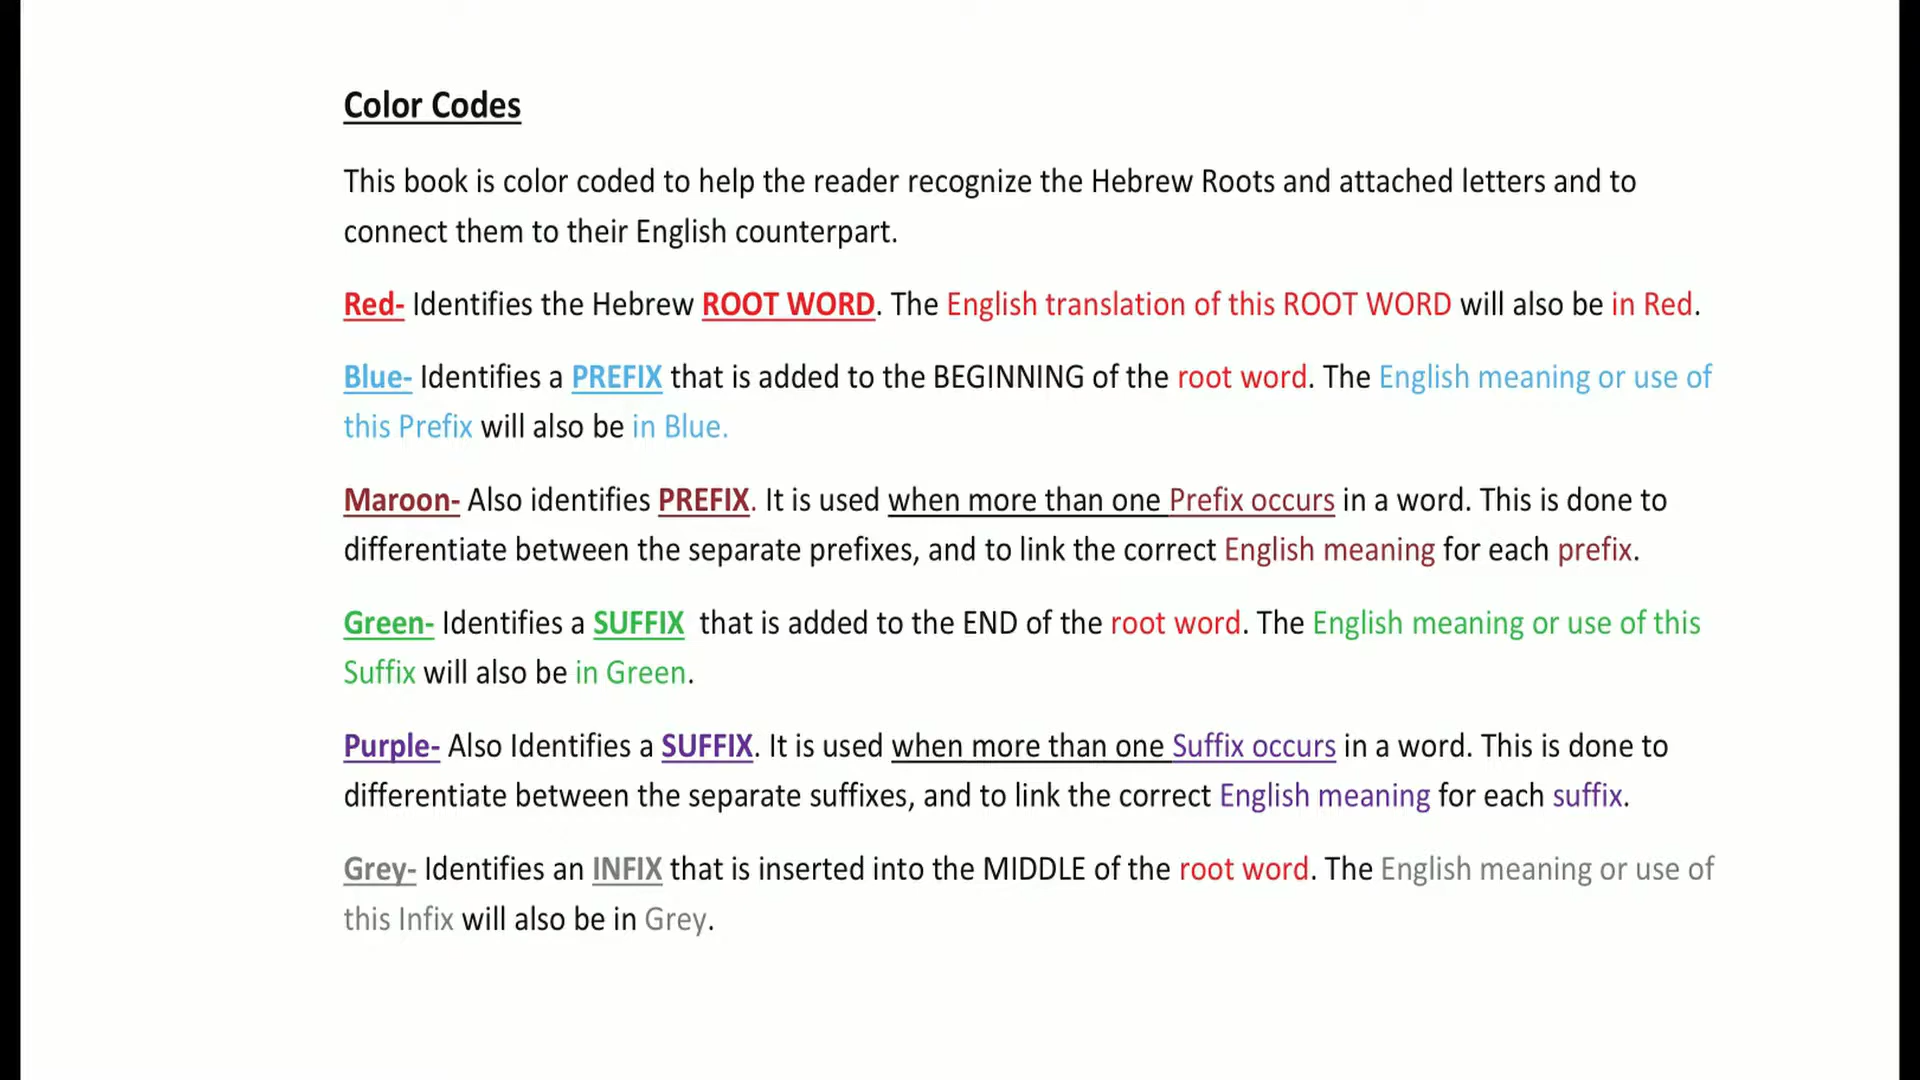 Color Codes
This book is color coded to help the reader recognize the Hebrew Roots and attached letters and to
connect them to their English counterpart.
Red- Identifies the Hebrew ROOT WORD. The English translation of this ROOT WORD will also be in Red.
Blue- Identifies a PREFIX that is added to the BEGINNING of the root word. The English meaning or use of
this Prefix will also be in Blue.
Maroon- Also identifies PREFIX. It is used when more than one Prefix occurs in a word. This is done to
differentiate between the separate prefixes, and to link the correct English meaning for each prefix.
Green- Identifies a SUFFIX that is added to the END of the root word. The English meaning or use of this
Suffix will also be in Green.
Purple- Also Identifies a SUFFIX. It is used when more than one Suffix occurs in a word. This is done to
differentiate between the separate suffixes, and to link the correct English meaning for each suffix.
Grey- Identifies an INFIX that is inserted into the MIDDLE of the root word. The English meaning or use of
this Infix will also be in Grey.